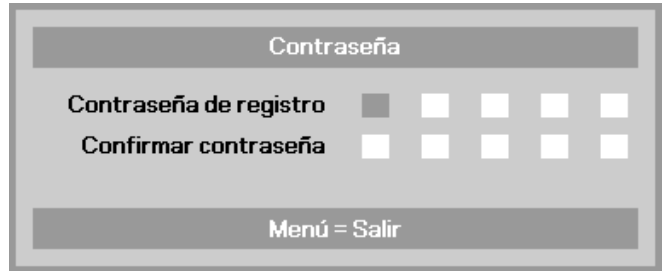 Contraseña
Contraseña de registro
Confirmar contraseña
Menú = Salir